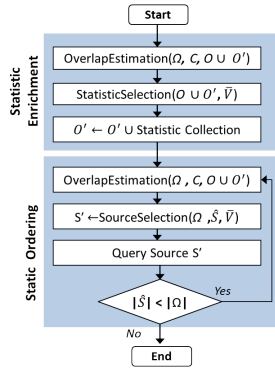 Start
Statistic Enrichment
OverlapEstimation(Ω, C, O ∪ O′)
StatisticSelection(O ∪ O′, V̅)
O′ ← O′ ∪ Statistic Collection
Static Ordering
OverlapEstimation(Ω , C, O ∪ O′)
S′ ←SourceSelection(Ω ,Ŝ, V̅)
Query Source S′
|Ŝ| < |Ω|
Yes
No
End